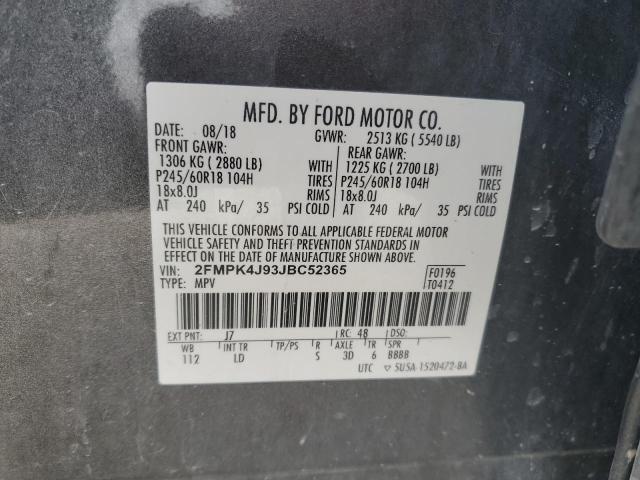 MFD. BY FORD MOTOR CO.
DATE: 08/18 GVWR: 2513 KG ( 5540 LB)
FRONT GAWR: REAR GAWR:
1306 KG ( 2880 LB) WITH 1225 KG ( 2700 LB) WITH
P245/60R18 104H TIRES P245/60R18 104H TIRES
18x8.0J RIMS 18x8.0J RIMS
AT 240 kPa/ 35 PSI COLD AT 240 kPa/ 35 PSI COLD
THIS VEHICLE CONFORMS TO ALL APPLICABLE FEDERAL MOTOR
VEHICLE SAFETY AND THEFT PREVENTION STANDARDS IN
EFFECT ON THE DATE OF MANUFACTURE SHOWN ABOVE.
VIN: 2FMPK4J93JBC52365 F0196
TYPE: MPV T0412
EXT PNT: J7 RC: 48 DSO:
WB INT TR TP/PS R AXLE TR SPR
112 LD S 3D 6 BBBB
UTC ▽ 5U5A-1520472-BA